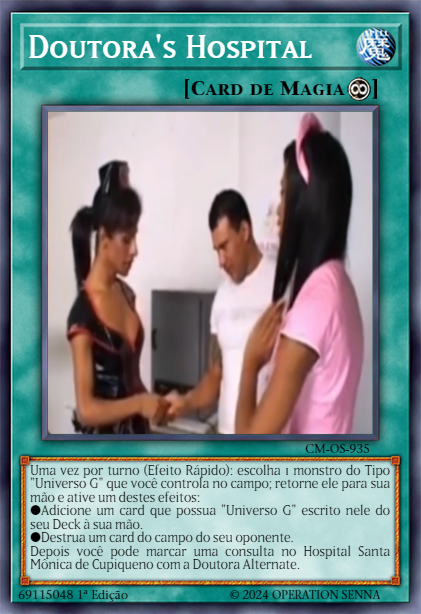 Doutora's Hospital
[Card de Magia]
CM-OS-935
Uma vez por turno (Efeito Rápido): escolha 1 monstro do Tipo
"Universo G" que você controla no campo; retorne ele para sua
mão e ative um destes efeitos:
●Adicione um card que possua "Universo G" escrito nele do
seu Deck à sua mão.
●Destrua um card do campo do seu oponente.
Depois você pode marcar uma consulta no Hospital Santa
Mônica de Cupiqueno com a Doutora Alternate.
69115048 1ª Edição © 2024 OPERATION SENNA